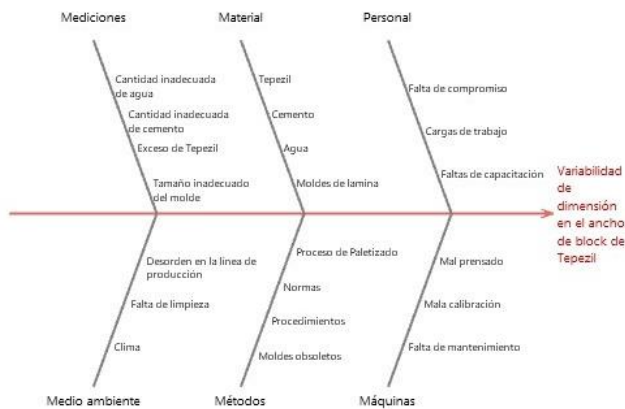 Mediciones
Material
Personal
Cantidad inadecuada
de agua
Cantidad inadecuada
de cemento
Exceso de Tepezil
Tamaño inadecuado
del molde
Tepezil
Cemento
Agua
Moldes de lamina
Falta de compromiso
Cargas de trabajo
Faltas de capacitación
Variabilidad
de
dimensión
en el ancho
de block de
Tepezil
Desorden en la linea de
producción
Falta de limpieza
Clima
Proceso de Paletizado
Normas
Procedimientos
Moldes obsoletos
Mal prensado
Mala calibración
Falta de mantenimiento
Medio ambiente
Métodos
Máquinas